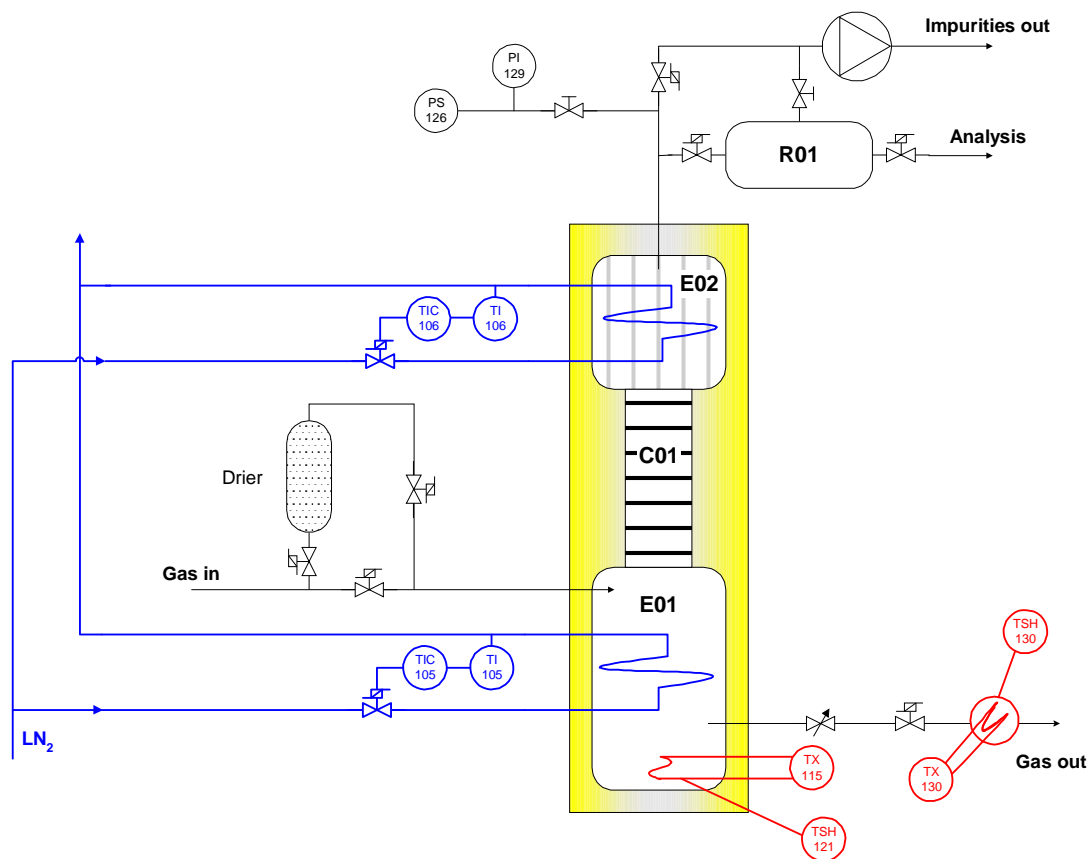 Impurities out
PI
129
PS
126
R01
Analysis
E02
TIC
106
TI
106
C01
Drier
Gas in
E01
TSH
130
TIC
105
TI
105
LN₂
TX
115
TX
130
Gas out
TSH
121